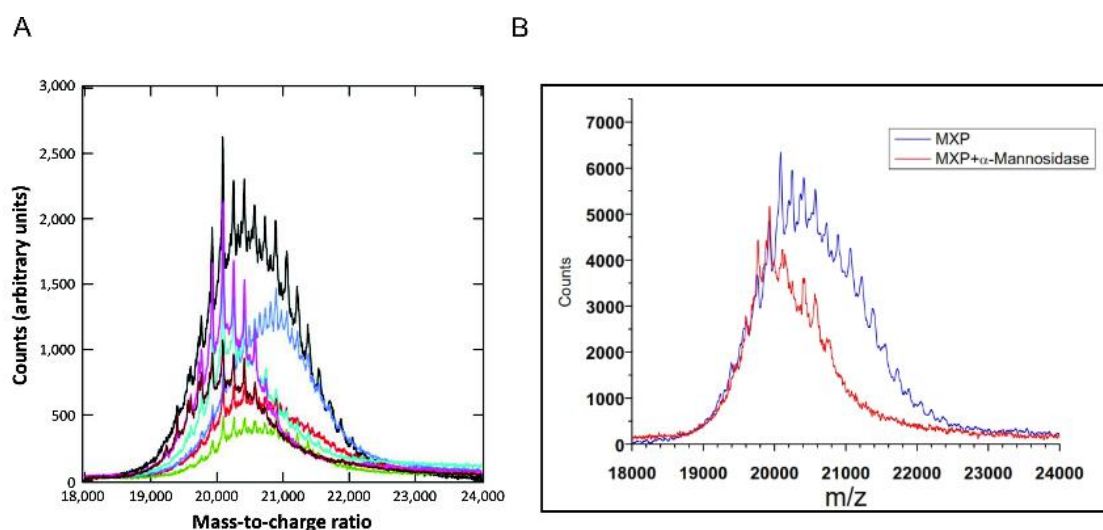 A
B
3,000
2,500
2,000
1,500
1,000
500
0
18,000 19,000 20,000 21,000 22,000 23,000 24,000
Counts (arbitrary units)
Mass-to-charge ratio
7000
6000
5000
4000
3000
2000
1000
0
18000 19000 20000 21000 22000 23000 24000
Counts
m/z
MXP
MXP+α-Mannosidase